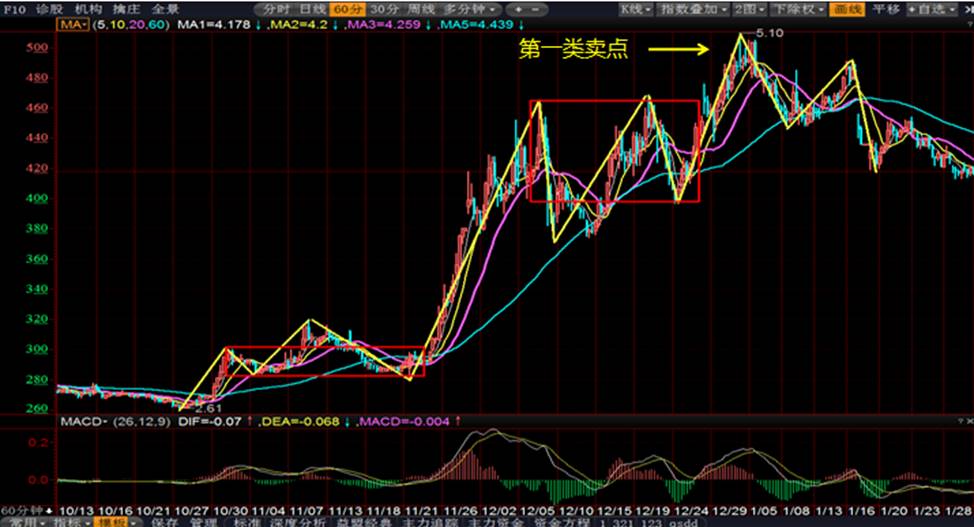 F10 诊股 机构 擒庄 全景 分时 日线 60分 30分 周线 多分钟 K线 指数叠加 2图 下除权 画线 平移 +自选
MA (5,10,20,60) MA1=4.178 ↓ ,MA2=4.2 ↓ ,MA3=4.259 ↓ ,MA5=4.439 ↓
5.10
第一类卖点
500
480
460
440
420
400
380
360
340
320
300
280
260
2.61
MACD (26,12,9) DIF=-0.07 ↑ ,DEA=-0.068 ↓ ,MACD=-0.004 ↑
0.2
0.0
60分钟 10/13 10/16 10/21 10/27 10/30 11/04 11/07 11/13 11/18 11/21 11/26 12/02 12/05 12/10 12/15 12/19 12/24 12/29 1/05 1/08 1/13 1/16 1/20 1/23 1/28
常用 指标 模板 保存 管理 标准 深度分析 益盟经典 主力追踪 主力资金 资金方程 1 321 123 qsdd